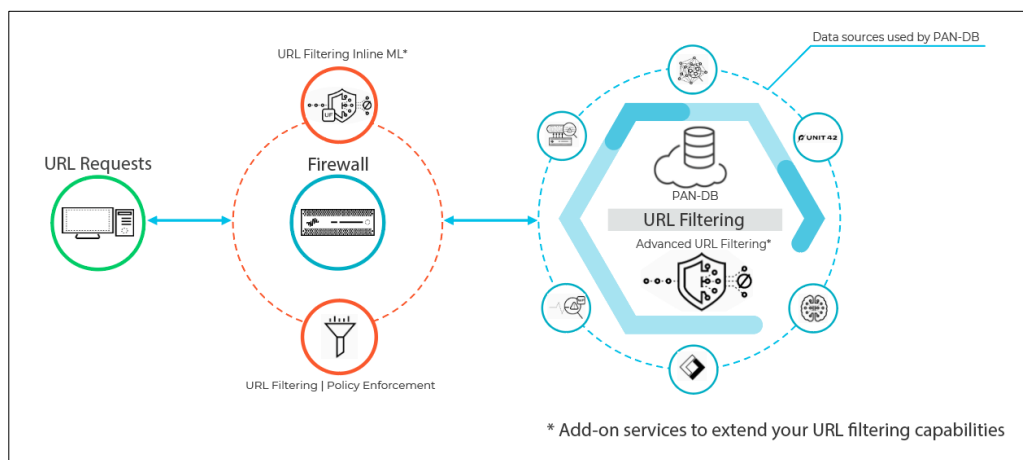 Data sources used by PAN-DB
URL Filtering Inline ML*
UF
UNIT 42
URL Requests
Firewall
PAN-DB
URL Filtering
Advanced URL Filtering*
URL Filtering | Policy Enforcement
* Add-on services to extend your URL filtering capabilities